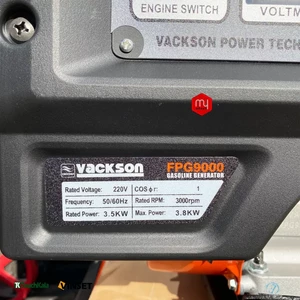 ENGINE SWITCH
VOLTM
VACKSON POWER TECH
my
VACKSON
FPG9000
GASOLINE GENERATOR
Rated Voltage: 220V COS φ r: 1
Frequency: 50/60Hz Rated RPM: 3000rpm
Rated Power: 3.5KW Max. Power: 3.8KW